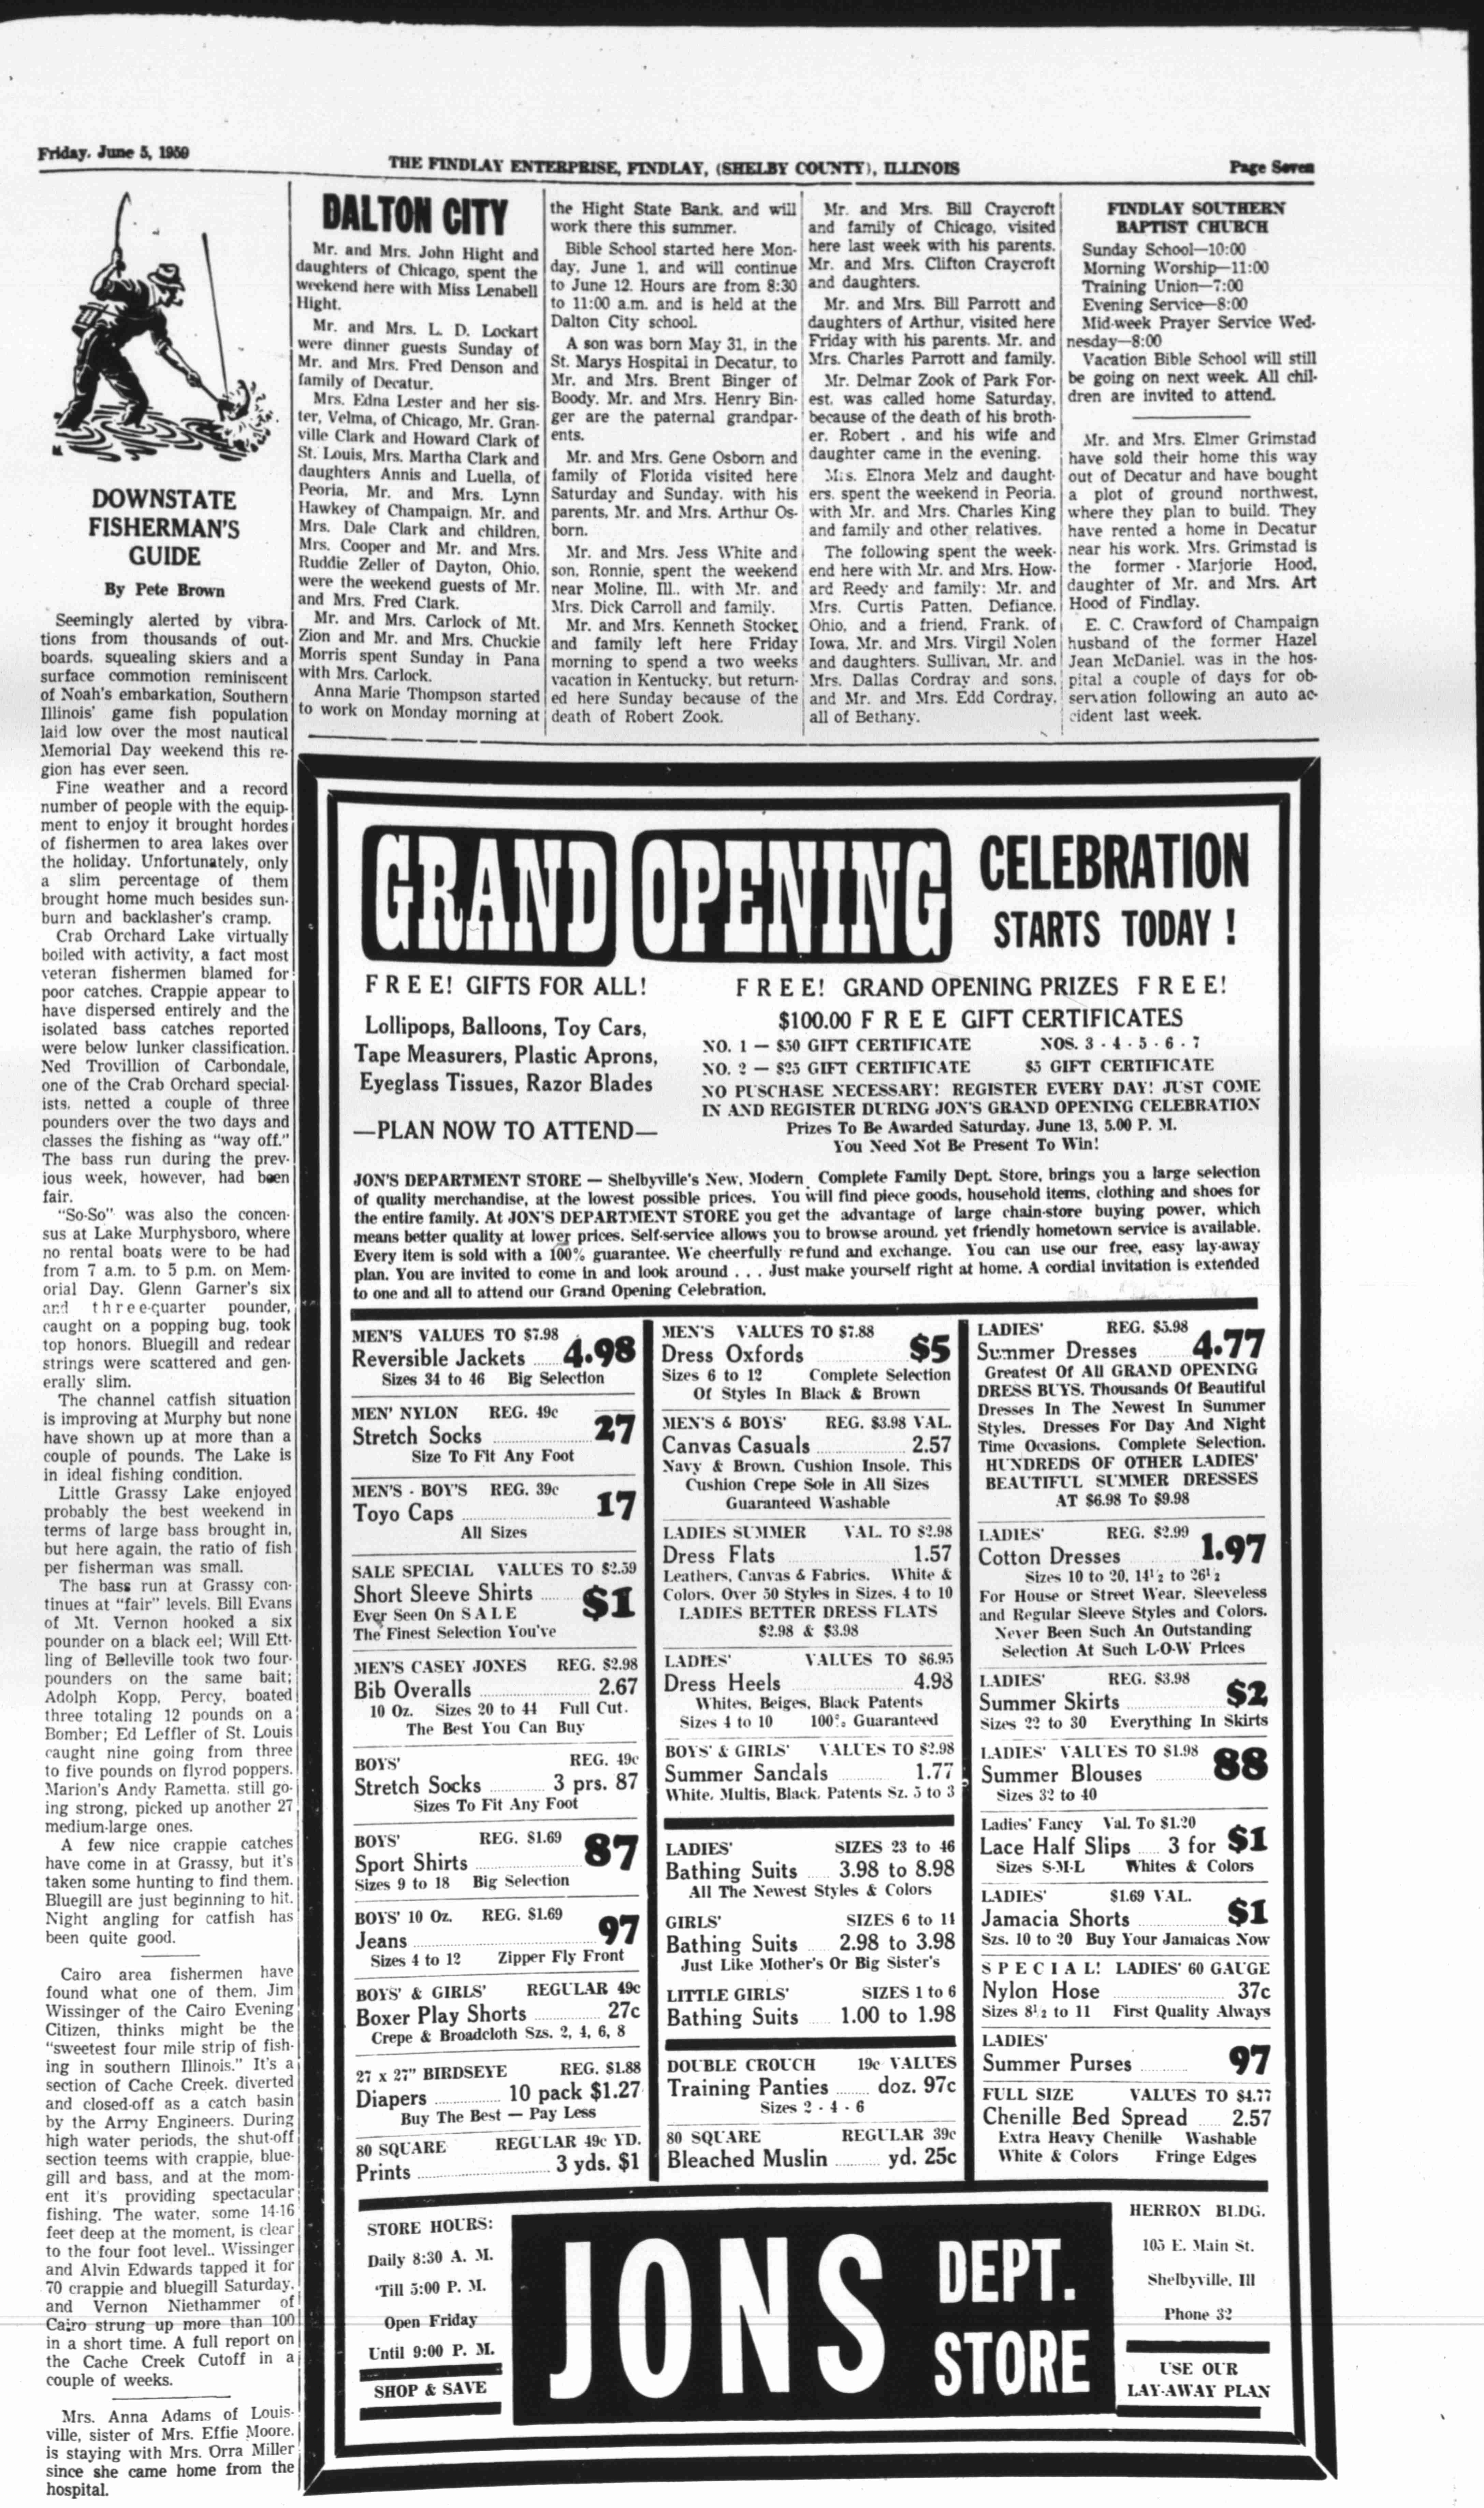 Friday, June 5, 1959
THE FINDLAY ENTERPRISE, FINDLAY, (SHELBY COUNTY), ILLINOIS
Page Seven
DOWNSTATE
FISHERMAN'S
GUIDE
By Pete Brown
Seemingly alerted by vibra-
tions from thousands of out-
boards, squealing skiers and a
surface commotion reminiscent
of Noah's embarkation, Southern
Illinois' game fish population
laid low over the most nautical
Memorial Day weekend this re-
gion has ever seen.
Fine weather and a record
number of people with the equip-
ment to enjoy it brought hordes
of fishermen to area lakes over
the holiday. Unfortunately, only
a slim percentage of them
brought home much besides sun-
burn and backlasher's cramp.
Crab Orchard Lake virtually
boiled with activity, a fact most
veteran fishermen blamed for
poor catches. Crappie appear to
have dispersed entirely and the
isolated bass catches reported
were below lunker classification.
Ned Trovillion of Carbondale,
one of the Crab Orchard special-
ists, netted a couple of three
pounders over the two days and
classes the fishing as "way off."
The bass run during the prev-
ious week, however, had been
fair.
"So-So" was also the concen-
sus at Lake Murphysboro, where
no rental boats were to be had
from 7 a.m. to 5 p.m. on Mem-
orial Day. Glenn Garner's six
and three-quarter pounder,
caught on a popping bug, took
top honors. Bluegill and redear
strings were scattered and gen-
erally slim.
The channel catfish situation
is improving at Murphy but none
have shown up at more than a
couple of pounds. The Lake is
in ideal fishing condition.
Little Grassy Lake enjoyed
probably the best weekend in
terms of large bass brought in,
but here again, the ratio of fish
per fisherman was small.
The bass run at Grassy con-
tinues at "fair" levels. Bill Evans
of Mt. Vernon hooked a six
pounder on a black eel; Will Ett-
ling of Belleville took two four-
pounders on the same bait;
Adolph Kopp, Percy, boated
three totaling 12 pounds on a
Bomber; Ed Leffler of St. Louis
caught nine going from three
to five pounds on flyrod poppers.
Marion's Andy Rametta, still go-
ing strong, picked up another 27
medium-large ones.
A few nice crappie catches
have come in at Grassy, but it's
taken some hunting to find them.
Bluegill are just beginning to hit.
Night angling for catfish has
been quite good.
Cairo area fishermen have
found what one of them, Jim
Wissinger of the Cairo Evening
Citizen, thinks might be the
"sweetest four mile strip of fish-
ing in southern Illinois." It's a
section of Cache Creek, diverted
and closed-off as a catch basin
by the Army Engineers. During
high water periods, the shut-off
section teems with crappie, blue-
gill and bass, and at the mom-
ent it's providing spectacular
fishing. The water, some 14-16
feet deep at the moment, is clear
to the four foot level.. Wissinger
and Alvin Edwards tapped it for
70 crappie and bluegill Saturday,
and Vernon Niethammer of
Cairo strung up more than 100
in a short time. A full report on
the Cache Creek Cutoff in a
couple of weeks.
Mrs. Anna Adams of Louis-
ville, sister of Mrs. Effie Moore,
is staying with Mrs. Orra Miller
since she came home from the
hospital.
DALTON CITY
Mr. and Mrs. John Hight and
daughters of Chicago, spent the
weekend here with Miss Lenabell
Hight.
Mr. and Mrs. L. D. Lockart
were dinner guests Sunday of
Mr. and Mrs. Fred Denson and
family of Decatur.
Mrs. Edna Lester and her sis-
ter, Velma, of Chicago, Mr. Gran-
ville Clark and Howard Clark of
St. Louis, Mrs. Martha Clark and
daughters Annis and Luella, of
Peoria, Mr. and Mrs. Lynn
Hawkey of Champaign, Mr. and
Mrs. Dale Clark and children,
Mrs. Cooper and Mr. and Mrs.
Ruddie Zeller of Dayton, Ohio,
were the weekend guests of Mr.
and Mrs. Fred Clark.
Mr. and Mrs. Carlock of Mt.
Zion and Mr. and Mrs. Chuckie
Morris spent Sunday in Pana
with Mrs. Carlock.
Anna Marie Thompson started
to work on Monday morning at
the Hight State Bank, and will
work there this summer.
Bible School started here Mon-
day, June 1, and will continue
to June 12. Hours are from 8:30
to 11:00 a.m. and is held at the
Dalton City school.
A son was born May 31, in the
St. Marys Hospital in Decatur, to
Mr. and Mrs. Brent Binger of
Boody. Mr. and Mrs. Henry Bin-
ger are the paternal grandpar-
ents.
Mr. and Mrs. Gene Osborn and
family of Florida visited here
Saturday and Sunday, with his
parents, Mr. and Mrs. Arthur Os-
born.
Mr. and Mrs. Jess White and
son, Ronnie, spent the weekend
near Moline, Ill., with Mr. and
Mrs. Dick Carroll and family.
Mr. and Mrs. Kenneth Stocker
and family left here Friday
morning to spend a two weeks
vacation in Kentucky, but return-
ed here Sunday because of the
death of Robert Zook.
Mr. and Mrs. Bill Craycroft
and family of Chicago, visited
here last week with his parents,
Mr. and Mrs. Clifton Craycroft
and daughters.
Mr. and Mrs. Bill Parrott and
daughters of Arthur, visited here
Friday with his parents, Mr. and
Mrs. Charles Parrott and family.
Mr. Delmar Zook of Park For-
est, was called home Saturday,
because of the death of his broth-
er, Robert , and his wife and
daughter came in the evening.
Mrs. Elnora Melz and daught-
ers, spent the weekend in Peoria,
with Mr. and Mrs. Charles King
and family and other relatives.
The following spent the week-
end here with Mr. and Mrs. How-
ard Reedy and family: Mr. and
Mrs. Curtis Patten, Defiance,
Ohio, and a friend, Frank, of
Iowa, Mr. and Mrs. Virgil Nolen
and daughters, Sullivan, Mr. and
Mrs. Dallas Cordray and sons,
and Mr. and Mrs. Edd Cordray,
all of Bethany.
FINDLAY SOUTHERN
BAPTIST CHURCH
Sunday School—10:00
Morning Worship—11:00
Training Union—7:00
Evening Service—8:00
Mid-week Prayer Service Wed-
nesday—8:00
Vacation Bible School will still
be going on next week. All chil-
dren are invited to attend.
Mr. and Mrs. Elmer Grimstad
have sold their home this way
out of Decatur and have bought
a plot of ground northwest,
where they plan to build. They
have rented a home in Decatur
near his work. Mrs. Grimstad is
the former - Marjorie Hood,
daughter of Mr. and Mrs. Art
Hood of Findlay.
E. C. Crawford of Champaign
husband of the former Hazel
Jean McDaniel, was in the hos-
pital a couple of days for ob-
servation following an auto ac-
cident last week.
GRAND OPENING
CELEBRATION
STARTS TODAY !
F R E E! GIFTS FOR ALL!
Lollipops, Balloons, Toy Cars,
Tape Measurers, Plastic Aprons,
Eyeglass Tissues, Razor Blades
—PLAN NOW TO ATTEND—
F R E E! GRAND OPENING PRIZES F R E E!
$100.00 F R E E GIFT CERTIFICATES
NO. 1 — $50 GIFT CERTIFICATE NOS. 3 - 4 - 5 - 6 - 7
NO. 2 — $25 GIFT CERTIFICATE $5 GIFT CERTIFICATE
NO PUSCHASE NECESSARY! REGISTER EVERY DAY! JUST COME
IN AND REGISTER DURING JON'S GRAND OPENING CELEBRATION
Prizes To Be Awarded Saturday, June 13, 5.00 P. M.
You Need Not Be Present To Win!
JON'S DEPARTMENT STORE — Shelbyville's New, Modern, Complete Family Dept. Store, brings you a large selection
of quality merchandise, at the lowest possible prices. You will find piece goods, household items, clothing and shoes for
the entire family. At JON'S DEPARTMENT STORE you get the advantage of large chain-store buying power, which
means better quality at lower prices. Self-service allows you to browse around, yet friendly hometown service is available.
Every item is sold with a 100% guarantee. We cheerfully refund and exchange. You can use our free, easy lay-away
plan. You are invited to come in and look around . . . Just make yourself right at home. A cordial invitation is extended
to one and all to attend our Grand Opening Celebration.
MEN'S VALUES TO $7.98
Reversible Jackets 4.98
Sizes 34 to 46 Big Selection
MEN' NYLON REG. 49c
Stretch Socks 27
Size To Fit Any Foot
MEN'S - BOY'S REG. 39c
Toyo Caps 17
All Sizes
SALE SPECIAL VALUES TO $2.59
Short Sleeve Shirts $1
Ever Seen On S A L E
The Finest Selection You've
MEN'S CASEY JONES REG. $2.98
Bib Overalls 2.67
10 Oz. Sizes 20 to 44 Full Cut.
The Best You Can Buy
BOYS' REG. 49c
Stretch Socks 3 prs. 87
Sizes To Fit Any Foot
BOYS' REG. $1.69
Sport Shirts 87
Sizes 9 to 18 Big Selection
BOYS' 10 Oz. REG. $1.69
Jeans 97
Sizes 4 to 12 Zipper Fly Front
BOYS' & GIRLS' REGULAR 49c
Boxer Play Shorts 27c
Crepe & Broadcloth Szs. 2, 4, 6, 8
27 x 27" BIRDSEYE REG. $1.88
Diapers 10 pack $1.27
Buy The Best — Pay Less
80 SQUARE REGULAR 49c YD.
Prints 3 yds. $1
MEN'S VALUES TO $7.88
Dress Oxfords $5
Sizes 6 to 12 Complete Selection
Of Styles In Black & Brown
MEN'S & BOYS' REG. $3.98 VAL.
Canvas Casuals 2.57
Navy & Brown. Cushion Insole. This
Cushion Crepe Sole in All Sizes
Guaranteed Washable
LADIES SUMMER VAL. TO $2.98
Dress Flats 1.57
Leathers, Canvas & Fabrics. White &
Colors. Over 50 Styles in Sizes. 4 to 10
LADIES BETTER DRESS FLATS
$2.98 & $3.98
LADIES' VALUES TO $6.95
Dress Heels 4.98
Whites, Beiges, Black Patents
Sizes 4 to 10 100% Guaranteed
BOYS' & GIRLS' VALUES TO $2.98
Summer Sandals 1.77
White, Multis, Black, Patents Sz. 5 to 3
LADIES' SIZES 23 to 46
Bathing Suits 3.98 to 8.98
All The Newest Styles & Colors
GIRLS' SIZES 6 to 14
Bathing Suits 2.98 to 3.98
Just Like Mother's Or Big Sister's
LITTLE GIRLS' SIZES 1 to 6
Bathing Suits 1.00 to 1.98
DOUBLE CROUCH 19c VALUES
Training Panties doz. 97c
Sizes 2 - 4 - 6
80 SQUARE REGULAR 39c
Bleached Muslin yd. 25c
LADIES' REG. $5.98
Summer Dresses 4.77
Greatest Of All GRAND OPENING
DRESS BUYS. Thousands Of Beautiful
Dresses In The Newest In Summer
Styles. Dresses For Day And Night
Time Occasions. Complete Selection.
HUNDREDS OF OTHER LADIES'
BEAUTIFUL SUMMER DRESSES
AT $6.98 To $9.98
LADIES' REG. $2.99
Cotton Dresses 1.97
Sizes 10 to 20, 14½ to 26½
For House or Street Wear. Sleeveless
and Regular Sleeve Styles and Colors.
Never Been Such An Outstanding
Selection At Such L-O-W Prices
LADIES' REG. $3.98
Summer Skirts $2
Sizes 22 to 30 Everything In Skirts
LADIES' VALUES TO $1.98
Summer Blouses 88
Sizes 32 to 40
Ladies' Fancy Val. To $1.20
Lace Half Slips 3 for $1
Sizes S-M-L Whites & Colors
LADIES' $1.69 VAL.
Jamacia Shorts $1
Szs. 10 to 20 Buy Your Jamaicas Now
S P E C I A L! LADIES' 60 GAUGE
Nylon Hose 37c
Sizes 8½ to 11 First Quality Always
LADIES'
Summer Purses 97
FULL SIZE VALUES TO $4.77
Chenille Bed Spread 2.57
Extra Heavy Chenille Washable
White & Colors Fringe Edges
STORE HOURS:
Daily 8:30 A. M.
'Till 5:00 P. M.
Open Friday
Until 9:00 P. M.
SHOP & SAVE
JONS DEPT.
STORE
HERRON BLDG.
105 E. Main St.
Shelbyville, Ill
Phone 32
USE OUR
LAY-AWAY PLAN